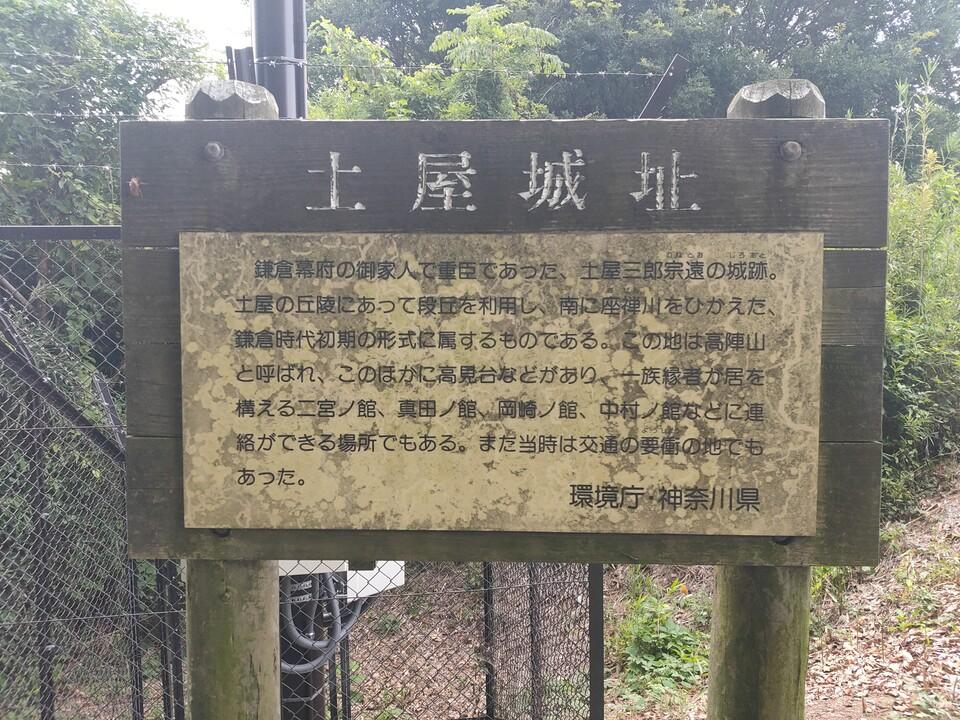 土屋城址
鎌倉幕府の御家人で重臣であった、土屋三郎宗遠の城跡。
土屋の丘陵にあって段丘を利用し、南に座禅川をひかえた、
鎌倉時代初期の形式に属するものである。この地は高陣山
と呼ばれ、このほかに高見台などがあり、一族縁者が居を
構える二宮ノ館、真田ノ館、岡崎ノ館、中村ノ館などに連
絡ができる場所でもある。また当時は交通の要衝の地でも
あった。
環境庁・神奈川県